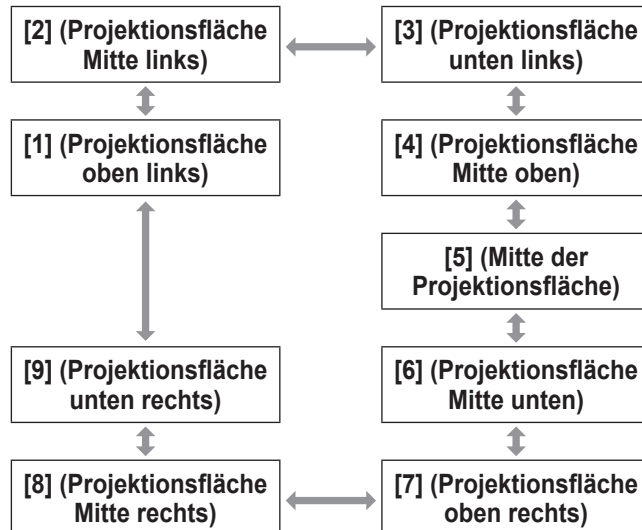 [2] (Projektionsfläche
Mitte links)
[3] (Projektionsfläche
unten links)
[1] (Projektionsfläche
oben links)
[4] (Projektionsfläche
Mitte oben)
[5] (Mitte der
Projektionsfläche)
[9] (Projektionsfläche
unten rechts)
[6] (Projektionsfläche
Mitte unten)
[8] (Projektionsfläche
Mitte rechts)
[7] (Projektionsfläche
oben rechts)